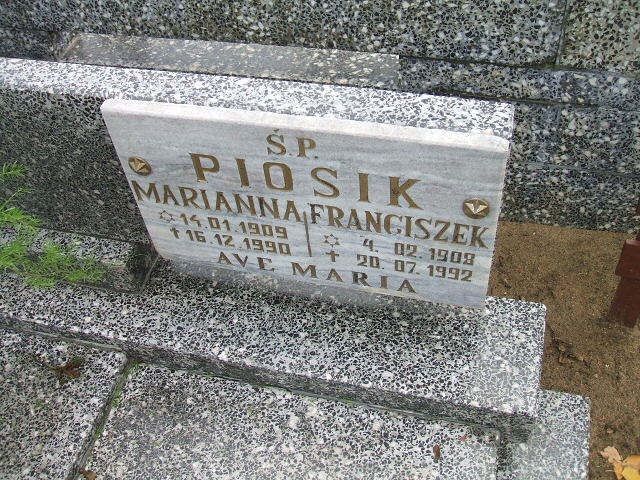 Ś.P.
PIOSIK
MARIANNA FRANCISZEK
✡14.01.1909 ✡ 4.02.1908
†16.12.1990 † 20.07.1992
AVE MARIA